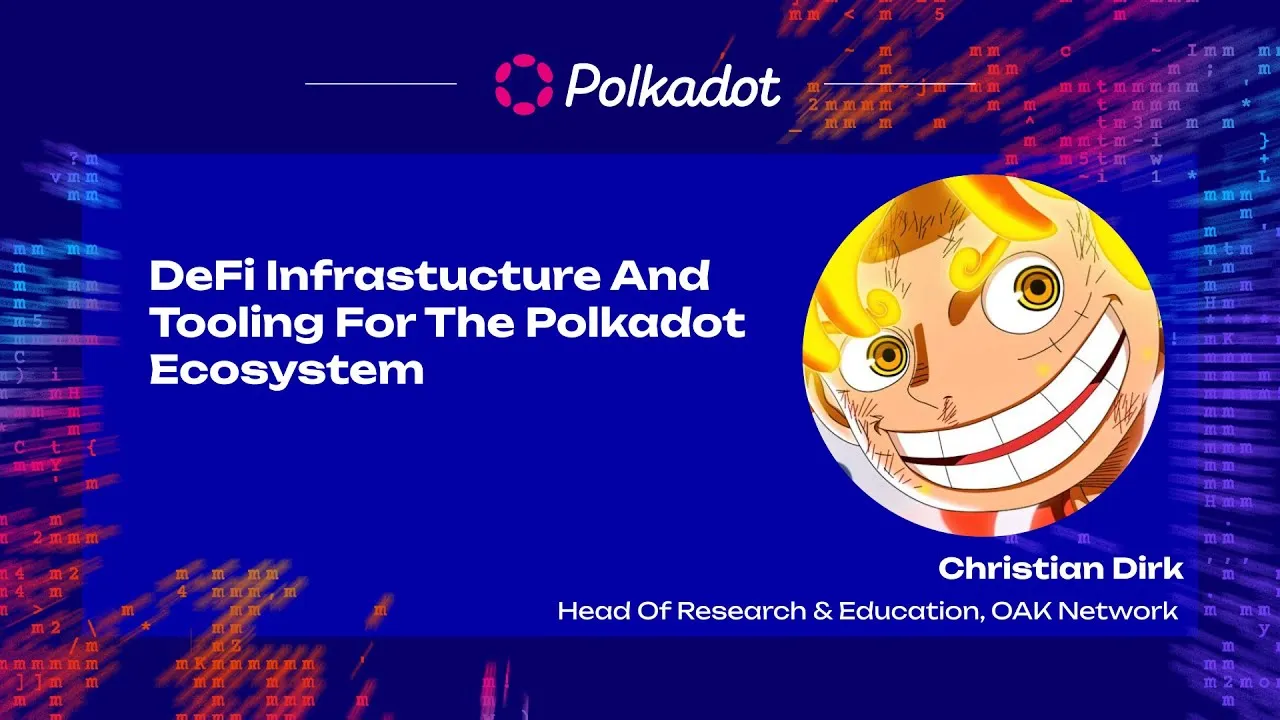 Polkadot
DeFi Infrastucture And
Tooling For The Polkadot
Ecosystem
Christian Dirk
Head Of Research & Education, OAK Network